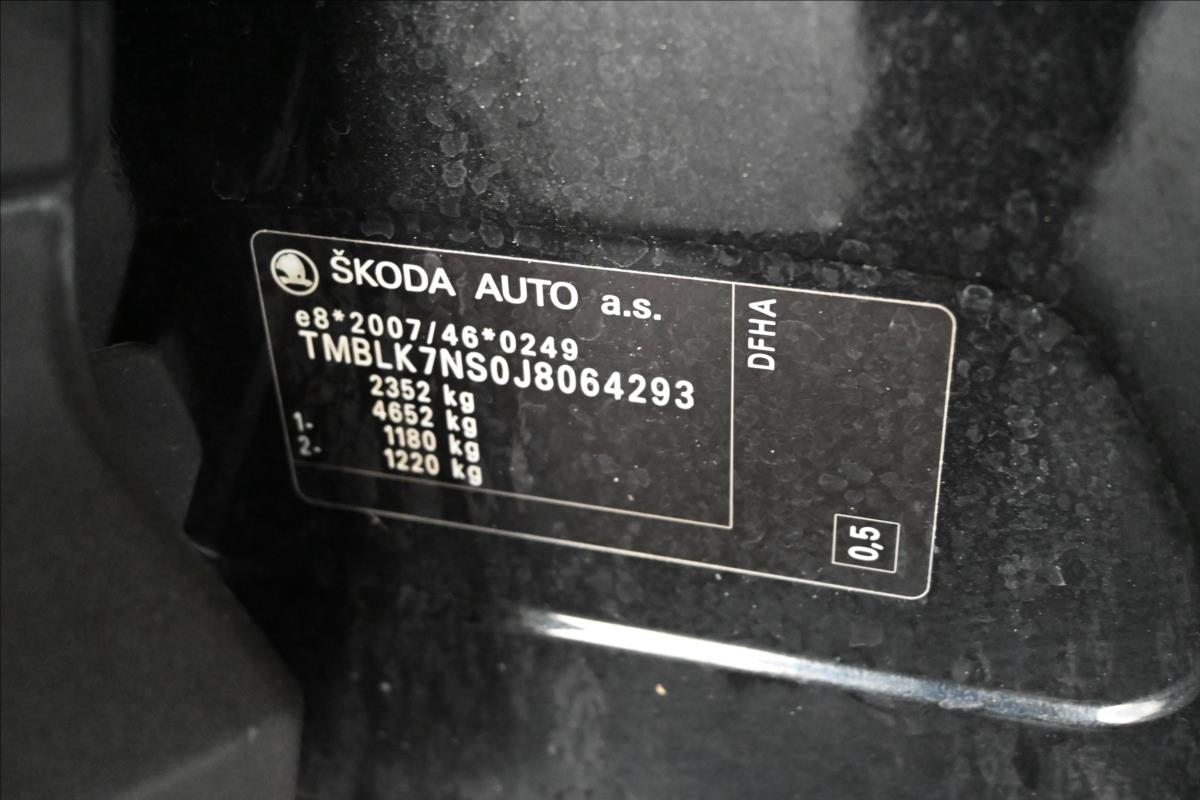 ŠKODA AUTO a.s.
e8*2007/46*0249
TMBLK7NS0J8064293
2352 kg
4652 kg
1- 1180 kg
2- 1220 kg
DFHA
0,5